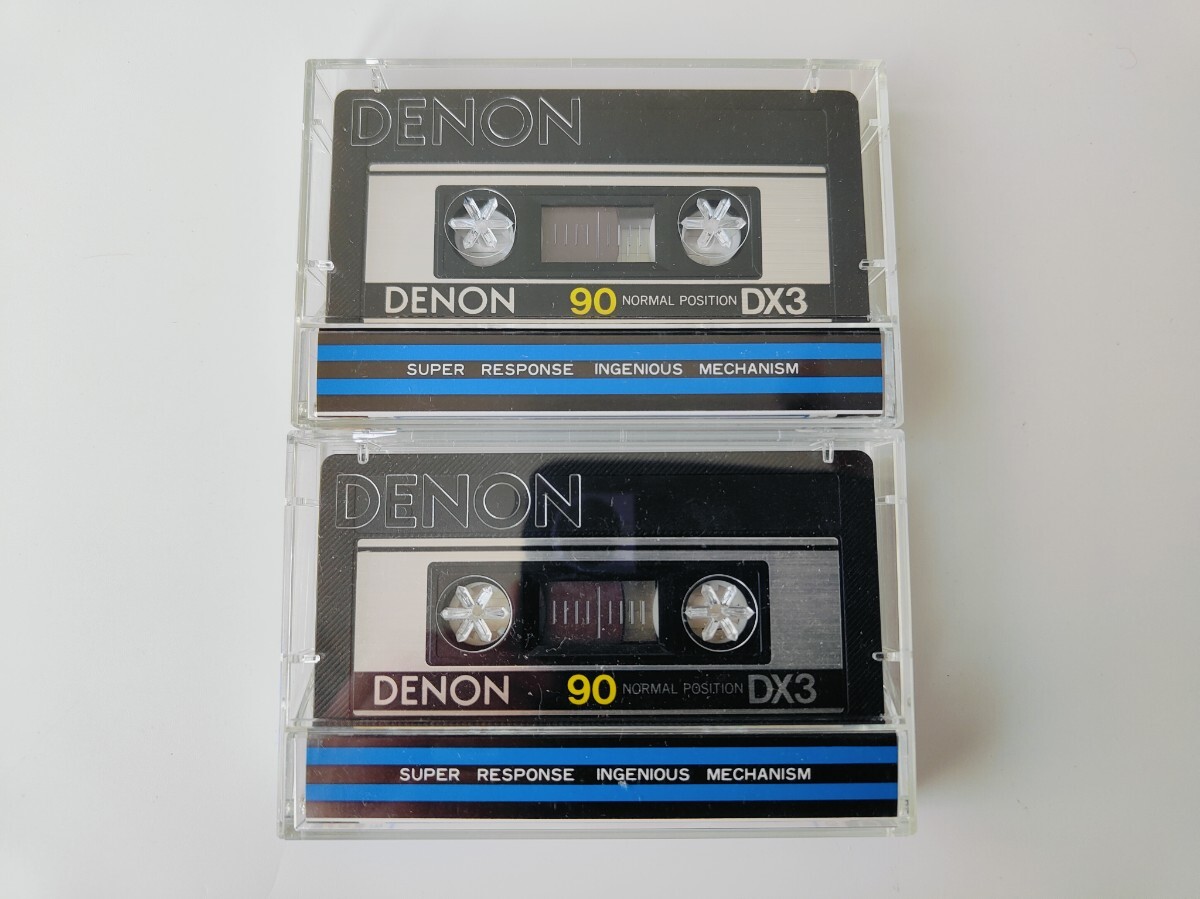 DENON
DENON 90 NORMAL POSITION DX3
SUPER RESPONSE INGENIOUS MECHANISM
DENON
DENON 90 NORMAL POSITION DX3
SUPER RESPONSE INGENIOUS MECHANISM